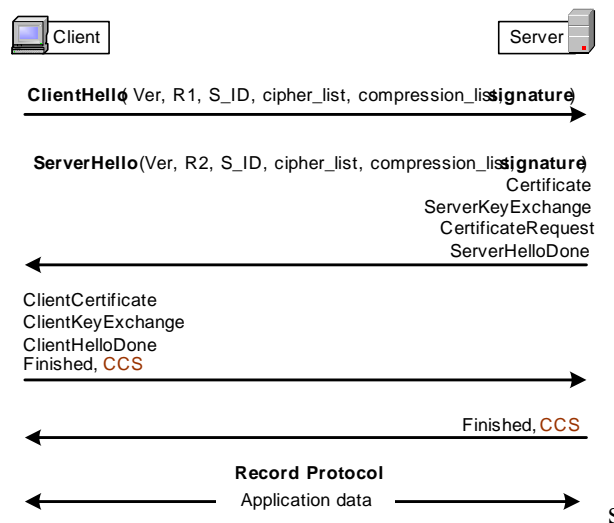 Client
Server
ClientHello( Ver, R1, S_ID, cipher_list, compression_list,signature)
ServerHello(Ver, R2, S_ID, cipher_list, compression_list,signature)
Certificate
ServerKeyExchange
CertificateRequest
ServerHelloDone
ClientCertificate
ClientKeyExchange
ClientHelloDone
Finished, CCS
Finished, CCS
Record Protocol
Application data